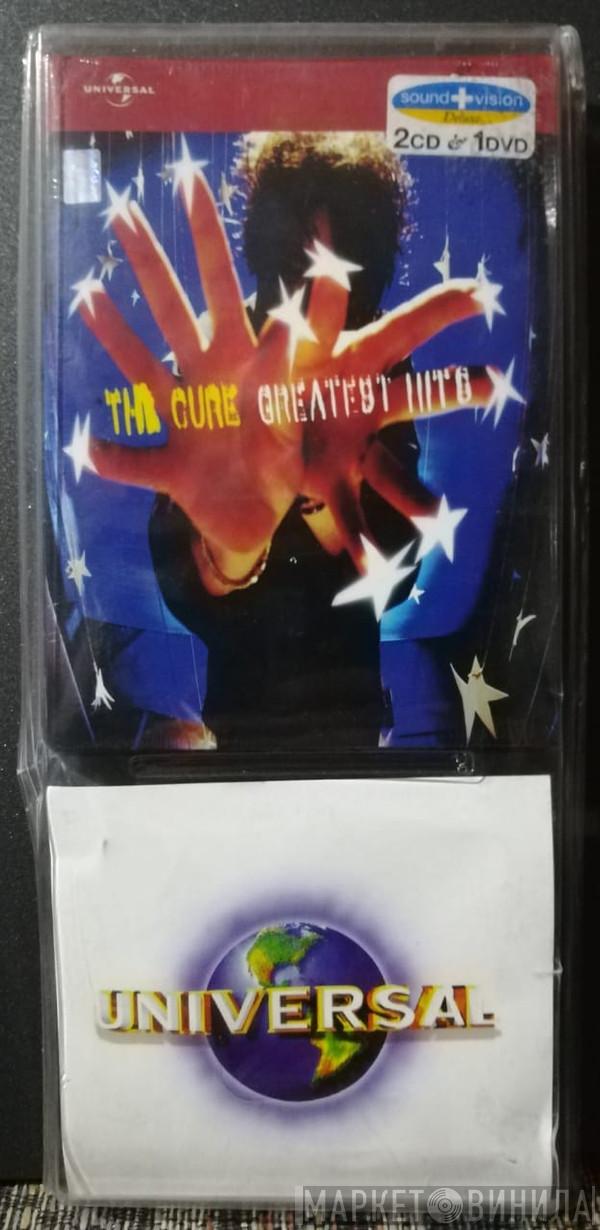 UNIVERSAL
sound+vision
Deluxe
2CD & 1DVD
THE CURE GREATEST HITS
UNIVERSAL
МАРКЕТ ВИНИЛА